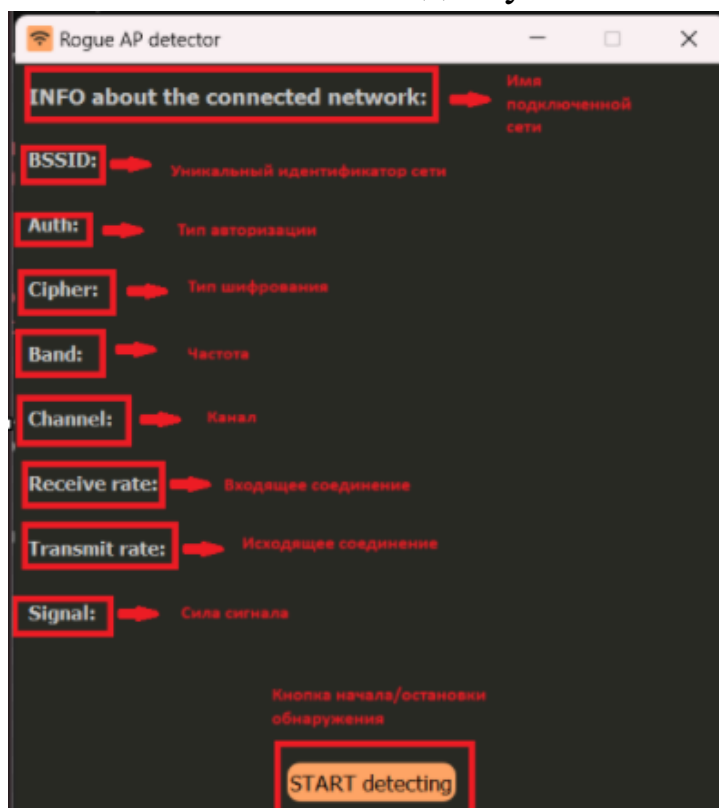 Rogue AP detector
INFO about the connected network:
Имя
подключенной
сети
BSSID:
Уникальный идентификатор сети
Auth:
Тип авторизации
Cipher:
Тип шифрования
Band:
Частота
Channel:
Канал
Receive rate:
Входящее соединение
Transmit rate:
Исходящее соединение
Signal:
Сила сигнала
Кнопка начала/остановки
обнаружения
START detecting